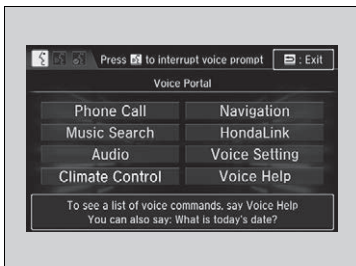 Press to interrupt voice prompt
: Exit
Voice Portal
Phone Call
Navigation
Music Search
HondaLink
Audio
Voice Setting
Climate Control
Voice Help
To see a list of voice commands, say Voice Help
You can also say: What is today's date?